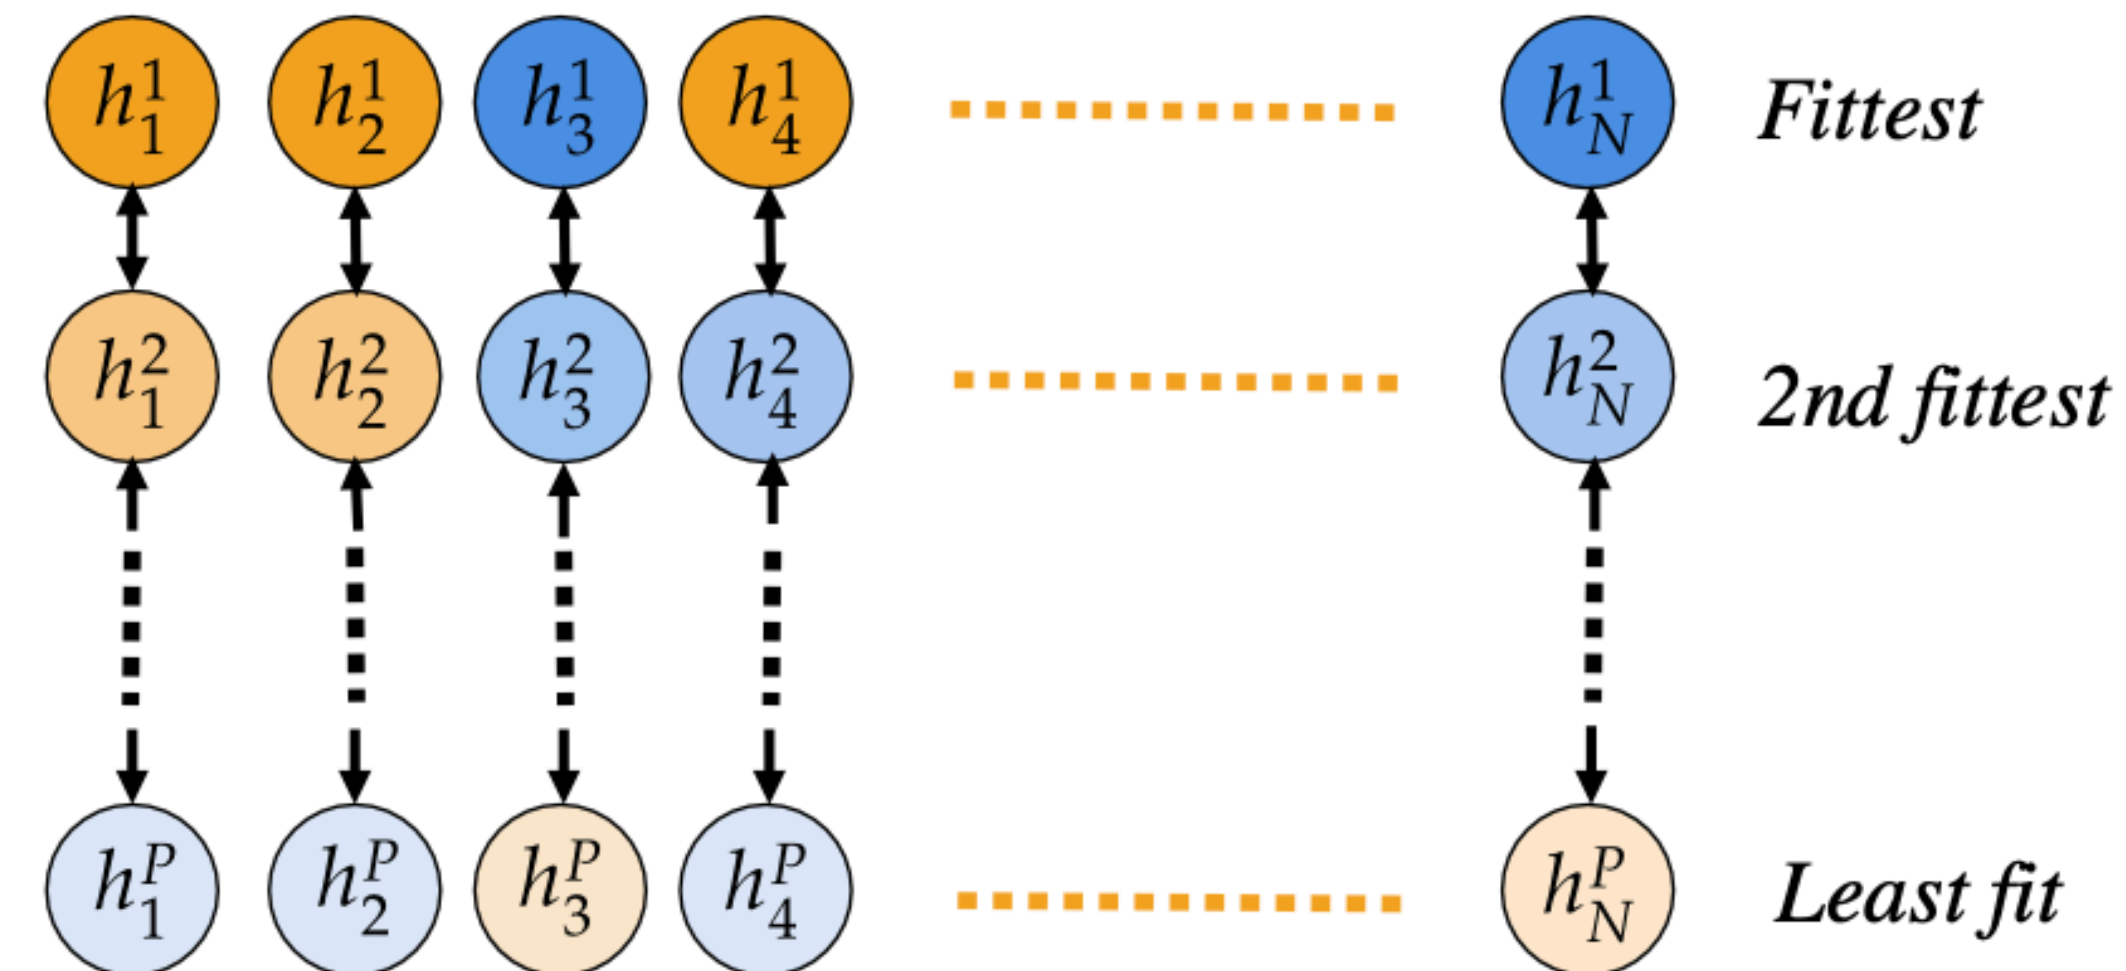 h_1^1 h_2^1 h_3^1 h_4^1 h_N^1 Fittest
h_1^2 h_2^2 h_3^2 h_4^2 h_N^2 2nd fittest
h_1^P h_2^P h_3^P h_4^P h_N^P Least fit